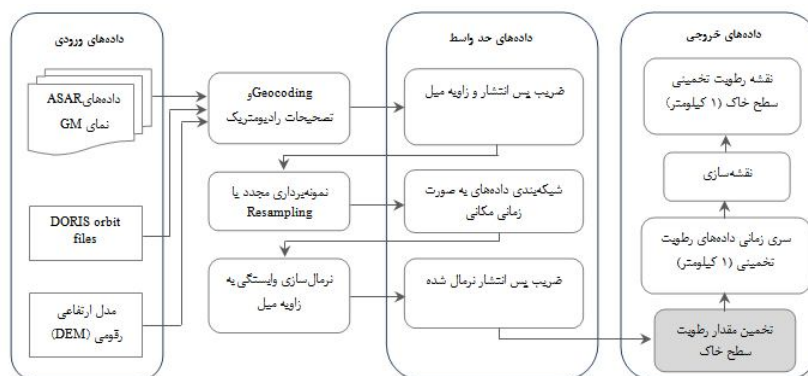 داده‌های ورودی
داده‌های ASAR
نمای GM
DORIS orbit
files
مدل ارتفاعی
رقومی (DEM)
Geocodingو
تصحیحات رادیومتریک
نمونه‌برداری مجدد یا
Resampling
نرمال‌سازی وابستگی به
زاویه میل
داده‌های حد واسط
ضریب پس انتشار و زاویه میل
شبکه‌بندی داده‌های به صورت
زمانی مکانی
ضریب پس انتشار نرمال شده
داده‌های خروجی
نقشه رطوبت تخمینی
سطح خاک (۱ کیلومتر)
نقشه‌سازی
سری زمانی داده‌های رطوبت
تخمینی (۱ کیلومتر)
تخمین مقدار رطوبت
سطح خاک